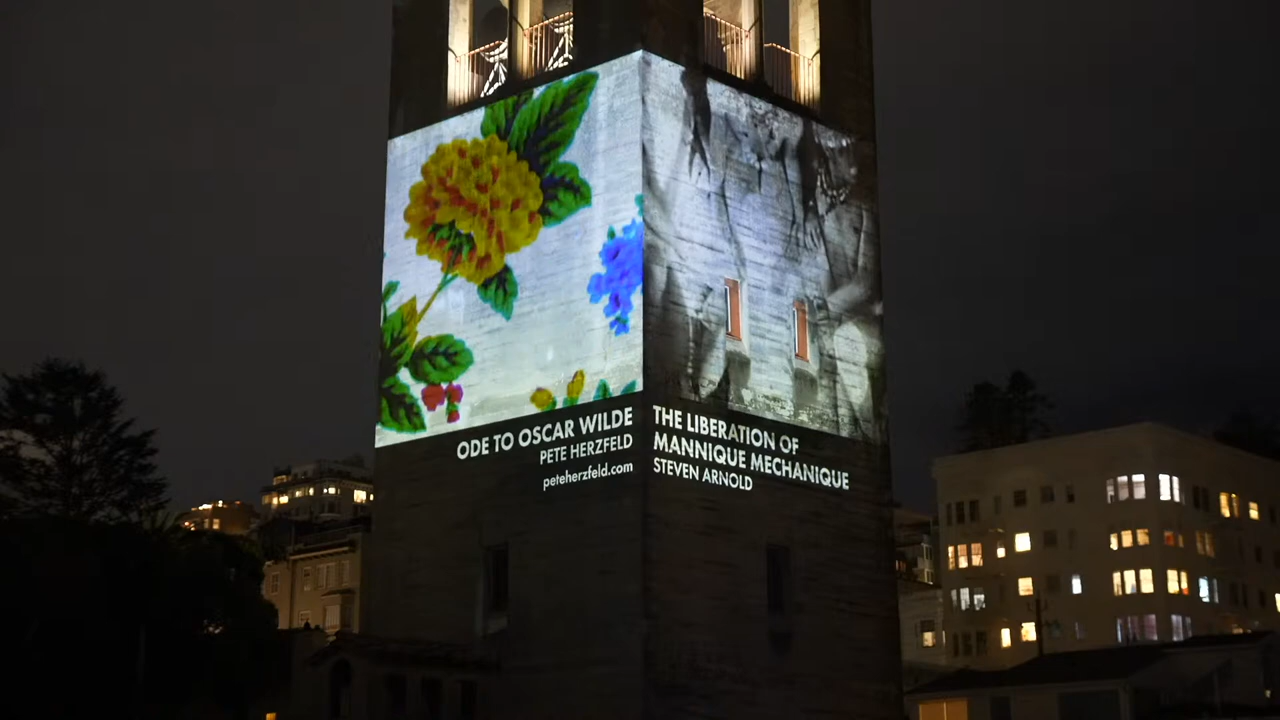 ODE TO OSCAR WILDE
PETE HERZFELD
peteherzfeld.com
THE LIBERATION OF
MANNIQUE MECHANIQUE
STEVEN ARNOLD